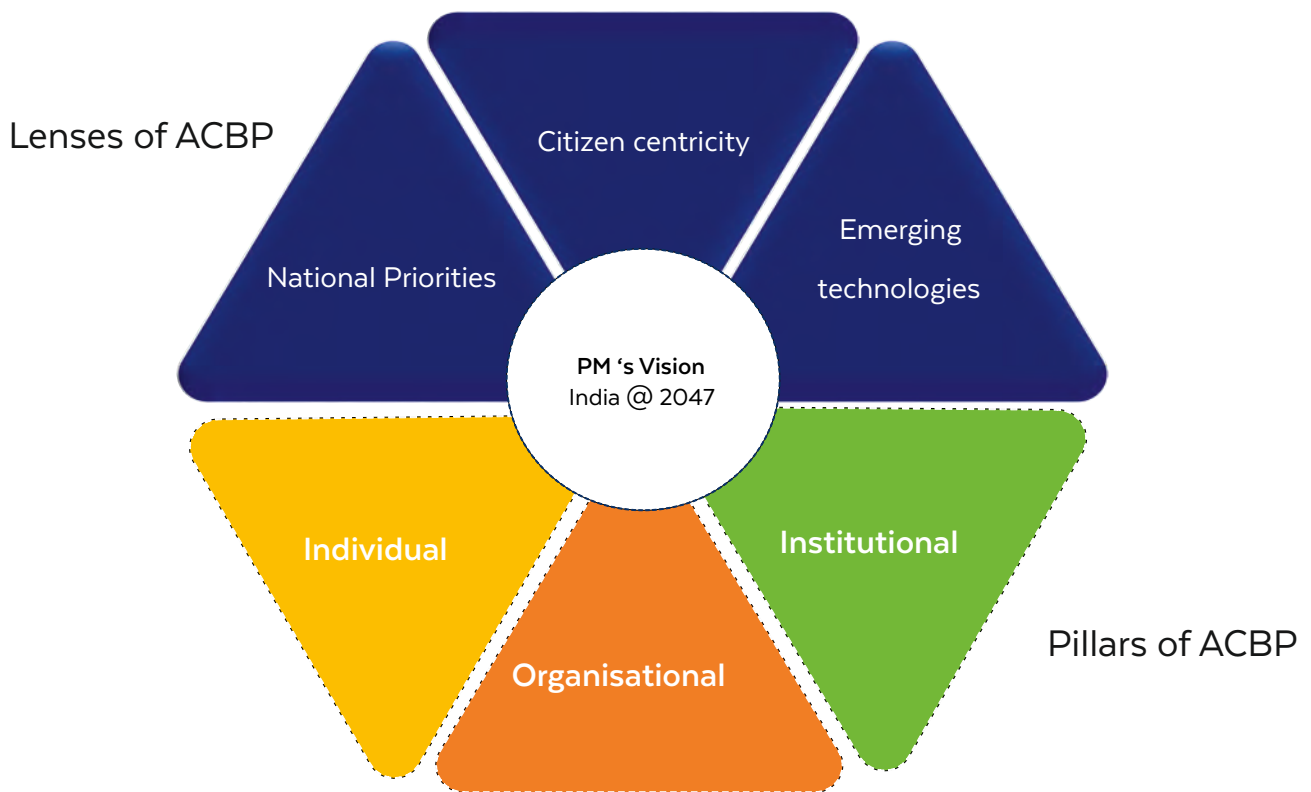 Lenses of ACBP
Citizen centricity
National Priorities
Emerging
technologies
PM ‘s Vision
India @ 2047
Individual
Institutional
Organisational
Pillars of ACBP